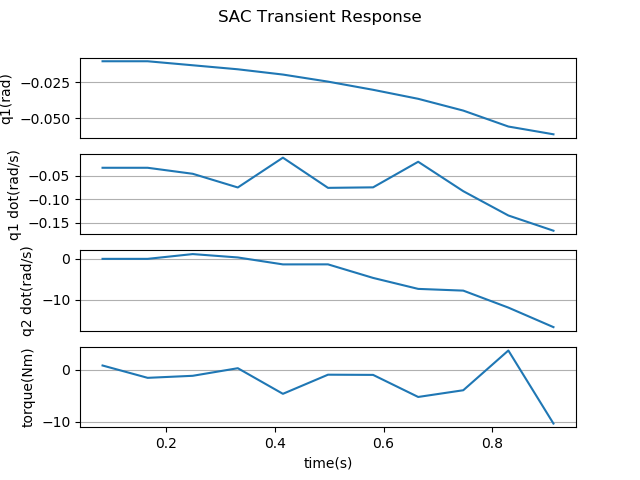 SAC Transient Response
q1(rad)
−0.025
−0.050
q1 dot(rad/s)
−0.05
−0.10
−0.15
q2 dot(rad/s)
0
−10
torque(Nm)
0
−10
0.2 0.4 0.6 0.8
time(s)